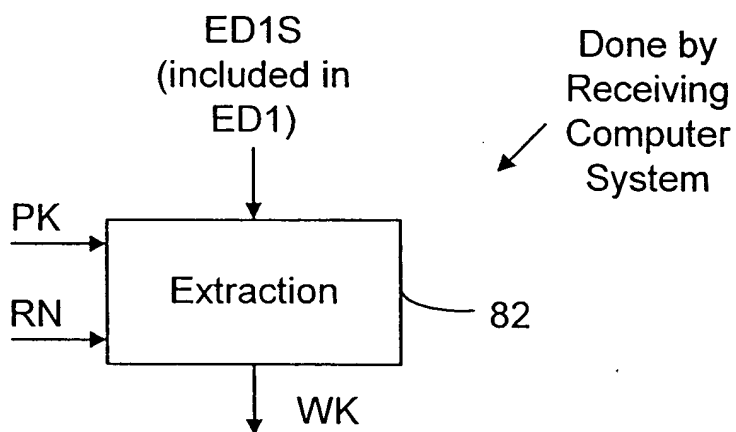 ED1S
(included in
ED1)
Done by
Receiving
Computer
System
PK
Extraction
RN
82
WK